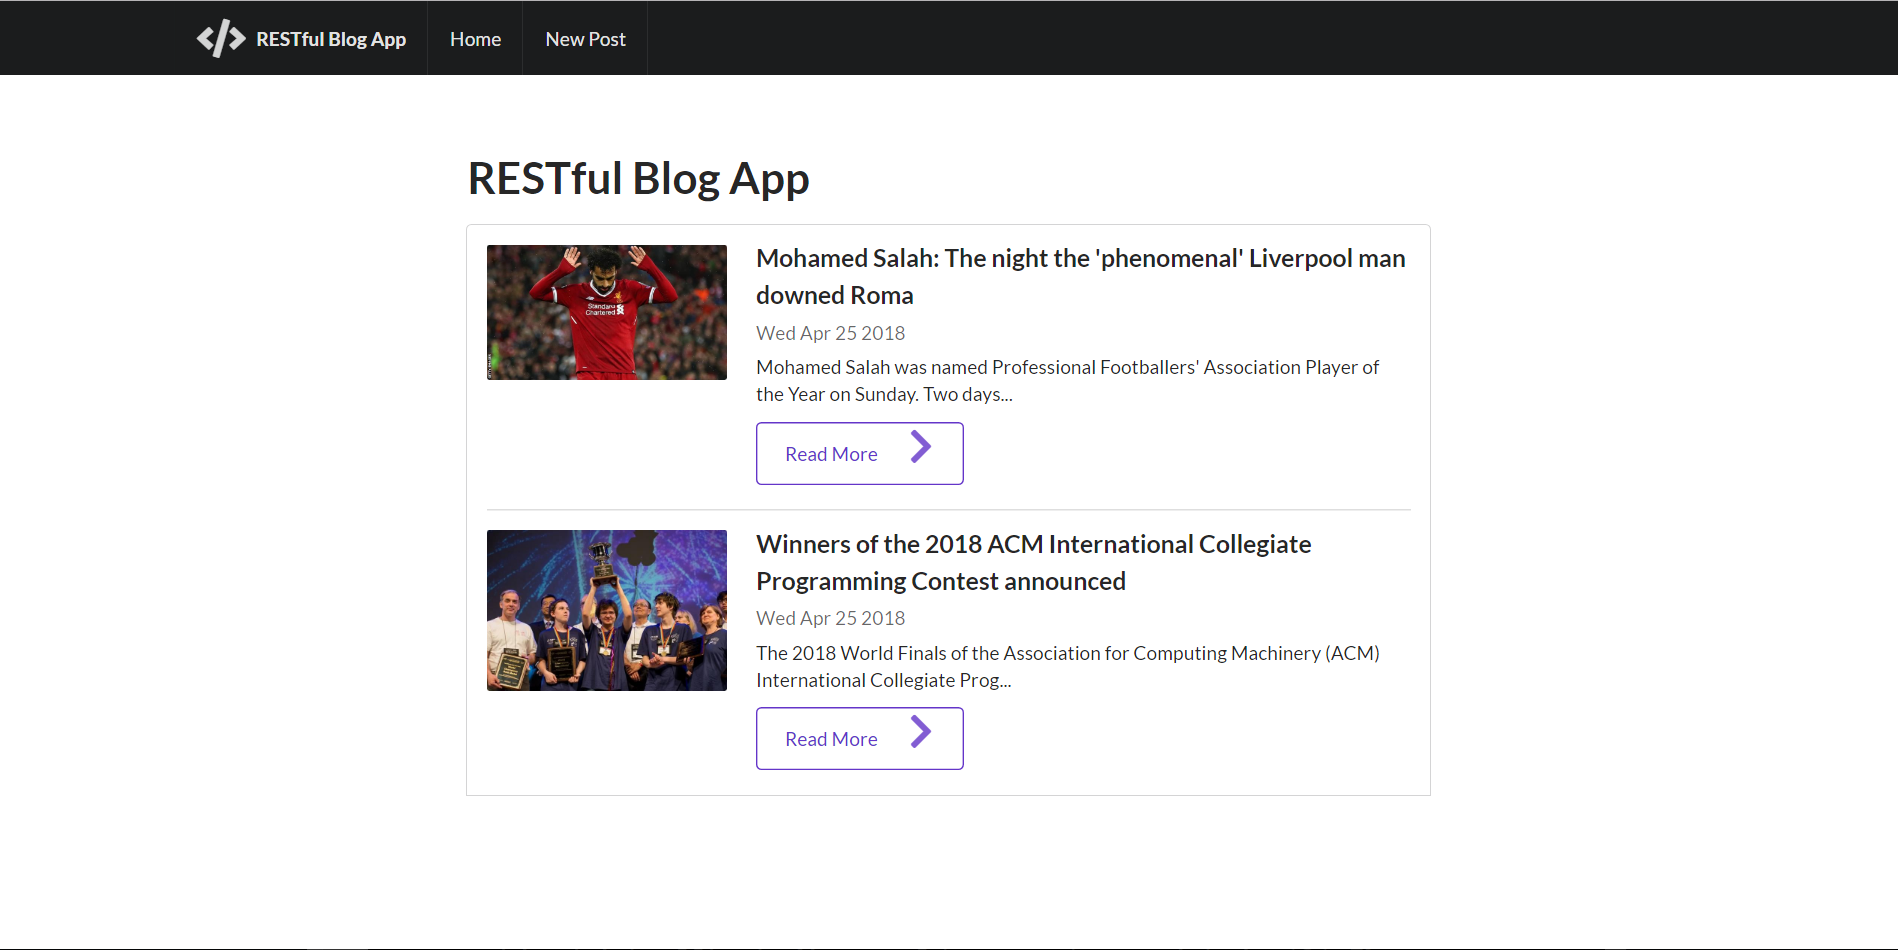 RESTful Blog App
Home
New Post
RESTful Blog App
Mohamed Salah: The night the 'phenomenal' Liverpool man
downed Roma
Wed Apr 25 2018
Mohamed Salah was named Professional Footballers' Association Player of
the Year on Sunday. Two days...
Read More
Standard
Chartered
Winners of the 2018 ACM International Collegiate
Programming Contest announced
Wed Apr 25 2018
The 2018 World Finals of the Association for Computing Machinery (ACM)
International Collegiate Prog...
Read More